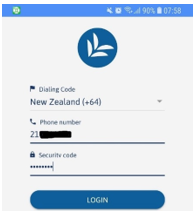 90% 07:58
Dialing Code
New Zealand (+64)
Phone number
21
Security code
••••••••
LOGIN